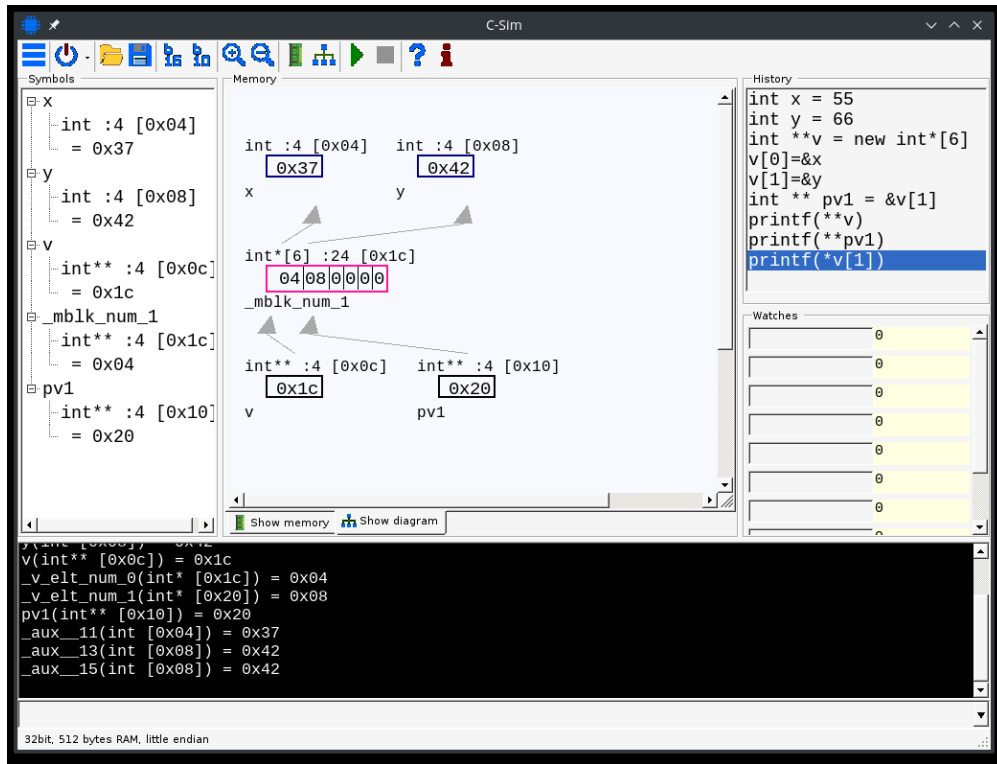 C-Sim
Symbols
x
int :4 [0x04]
= 0x37
y
int :4 [0x08]
= 0x42
v
int** :4 [0x0c]
= 0x1c
_mblk_num_1
int** :4 [0x1c]
= 0x04
pv1
int** :4 [0x10]
= 0x20
Memory
int :4 [0x04] int :4 [0x08]
0x37 0x42
x y
int*[6] :24 [0x1c]
04|08|0|0|0|0
_mblk_num_1
int** :4 [0x0c] int** :4 [0x10]
0x1c 0x20
v pv1
Show memory Show diagram
History
int x = 55
int y = 66
int **v = new int*[6]
v[0]=&x
v[1]=&y
int ** pv1 = &v[1]
printf(**v)
printf(**pv1)
printf(*v[1])
Watches
0
0
0
0
0
0
0
v(int** [0x0c]) = 0x1c
_v_elt_num_0(int* [0x1c]) = 0x04
_v_elt_num_1(int* [0x20]) = 0x08
pv1(int** [0x10]) = 0x20
_aux__11(int [0x04]) = 0x37
_aux__13(int [0x08]) = 0x42
_aux__15(int [0x08]) = 0x42
32bit, 512 bytes RAM, little endian